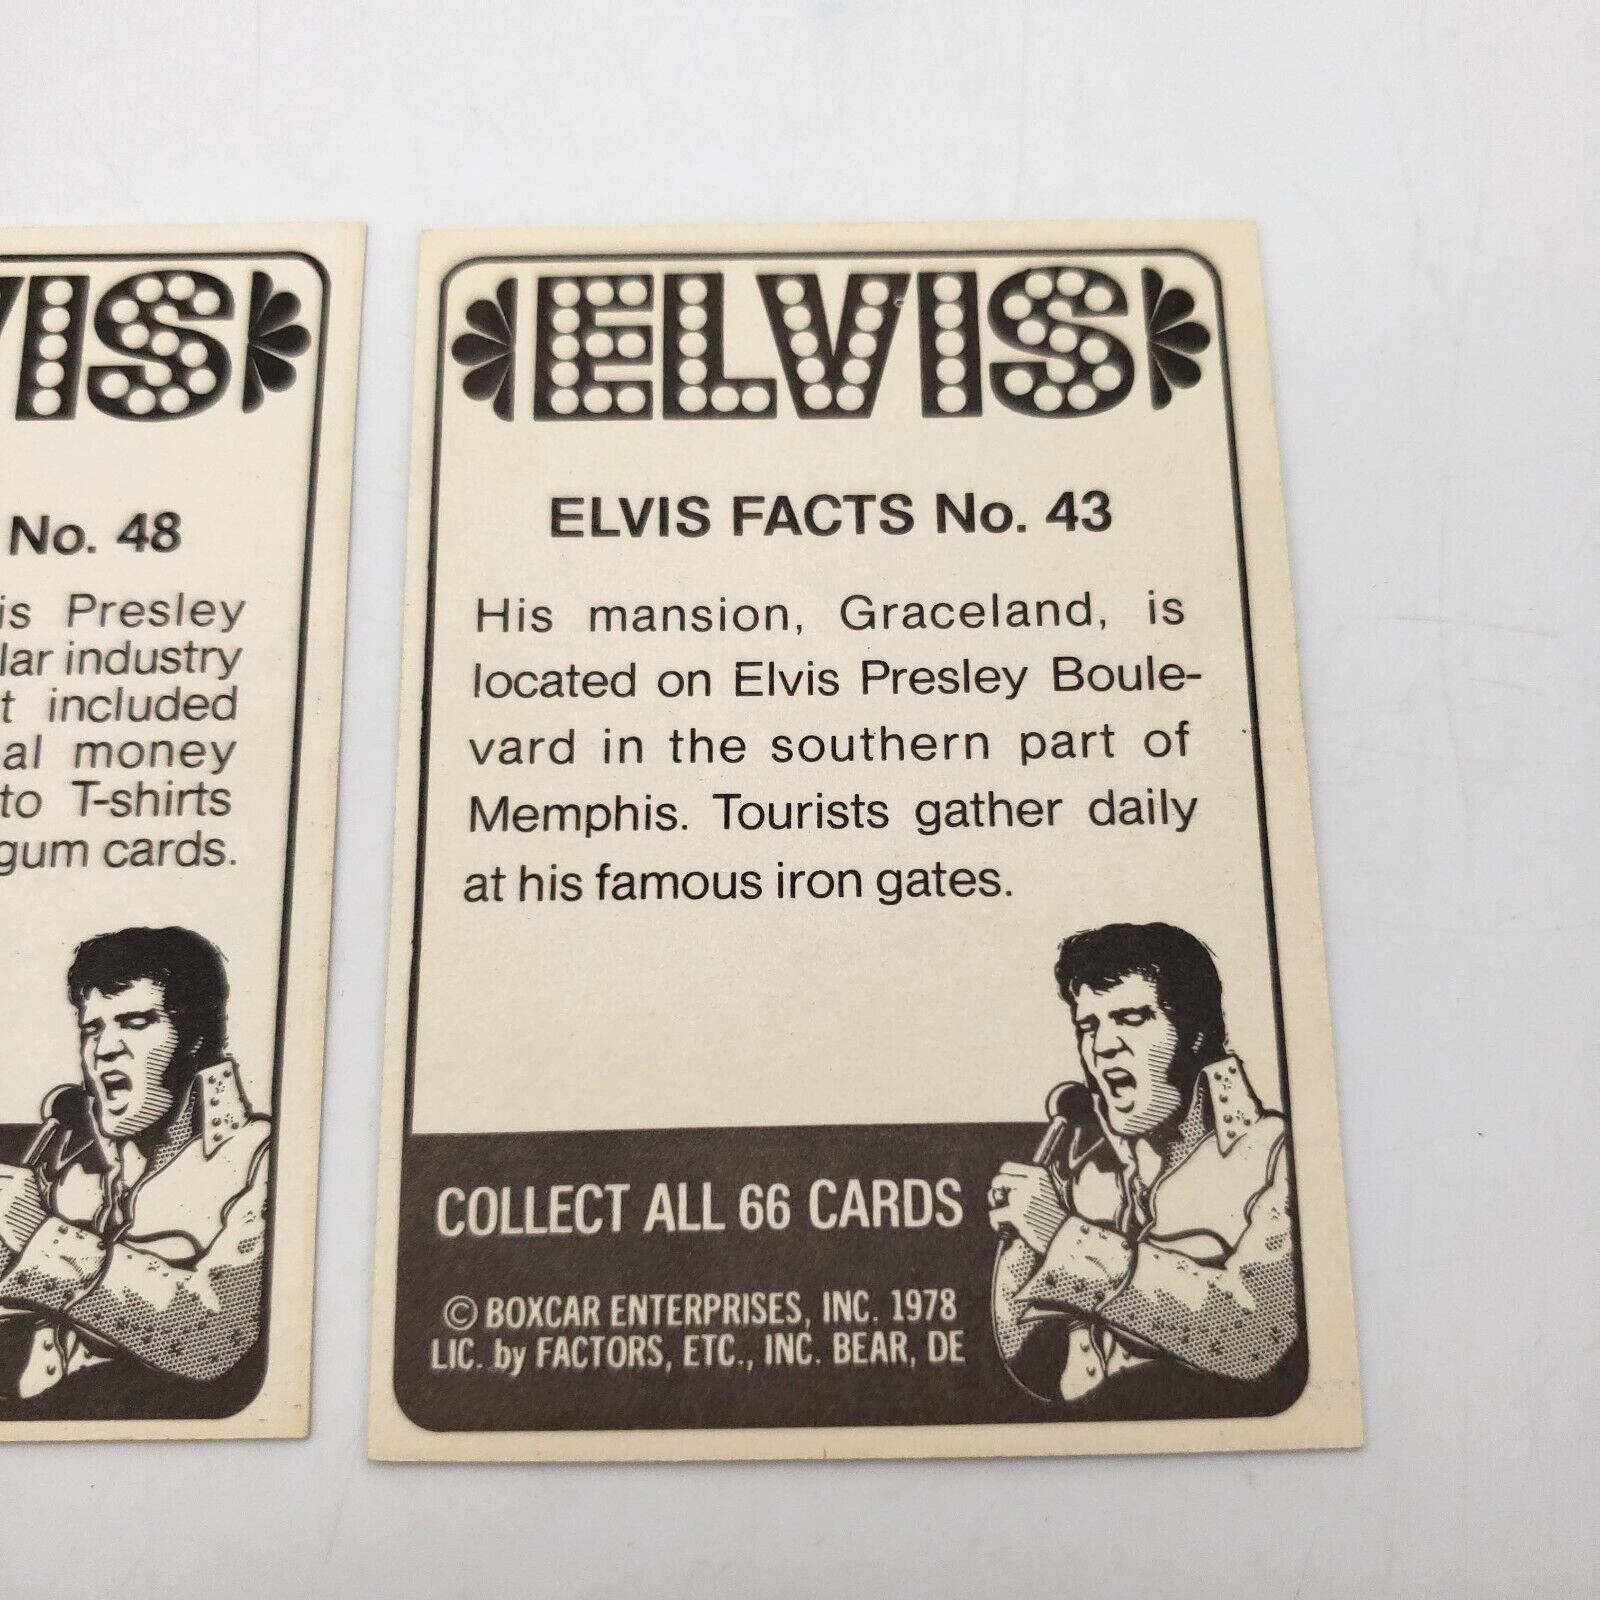 VIS
No. 48
is Presley
lar industry
t included
al money
to T-shirts
gum cards.
ELVIS
ELVIS FACTS No. 43
His mansion, Graceland, is
located on Elvis Presley Boule-
vard in the southern part of
Memphis. Tourists gather daily
at his famous iron gates.
COLLECT ALL 66 CARDS
© BOXCAR ENTERPRISES, INC. 1978
LIC. by FACTORS, ETC., INC. BEAR, DE